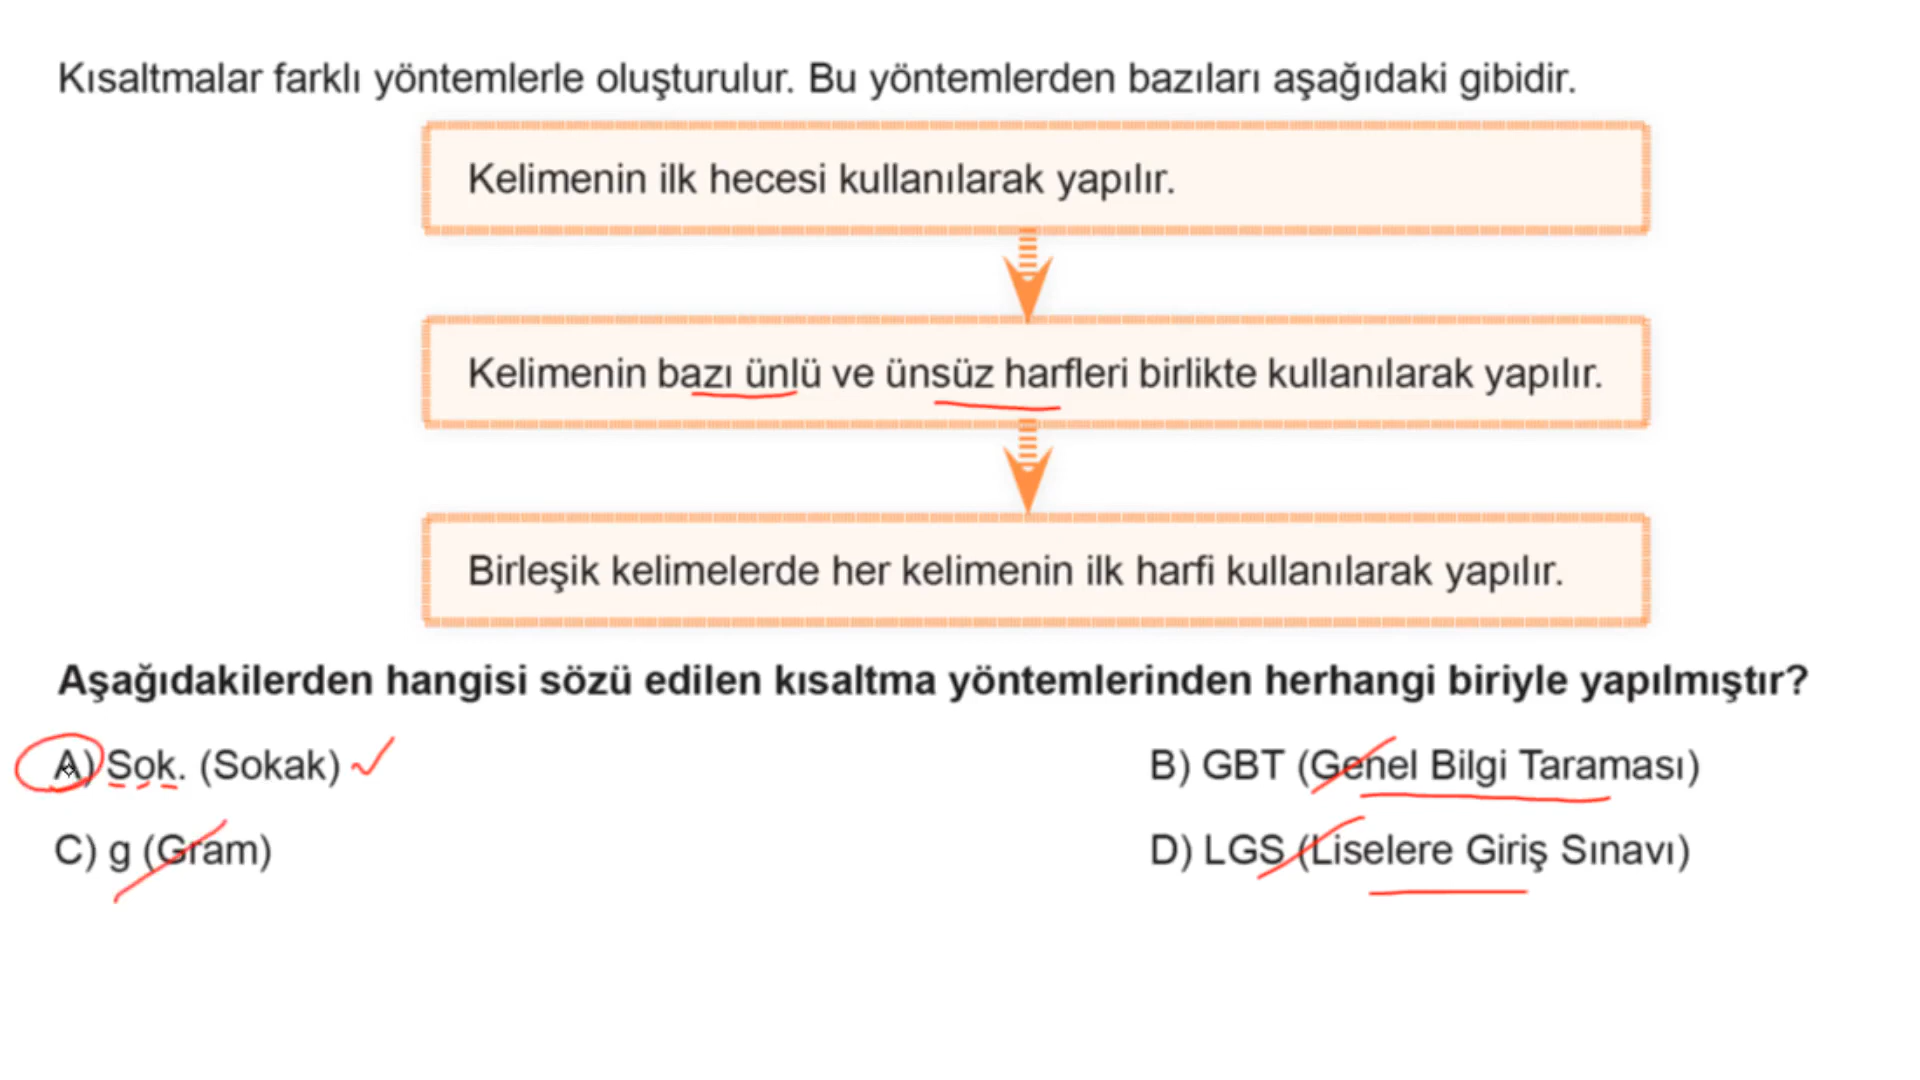 Kısaltmalar farklı yöntemlerle oluşturulur. Bu yöntemlerden bazıları aşağıdaki gibidir.
Kelimenin ilk hecesi kullanılarak yapılır.
Kelimenin bazı ünlü ve ünsüz harfleri birlikte kullanılarak yapılır.
Birleşik kelimelerde her kelimenin ilk harfi kullanılarak yapılır.
Aşağıdakilerden hangisi sözü edilen kısaltma yöntemlerinden herhangi biriyle yapılmıştır?
A) Sok. (Sokak)
B) GBT (Genel Bilgi Taraması)
C) g (Gram)
D) LGS (Liselere Giriş Sınavı)